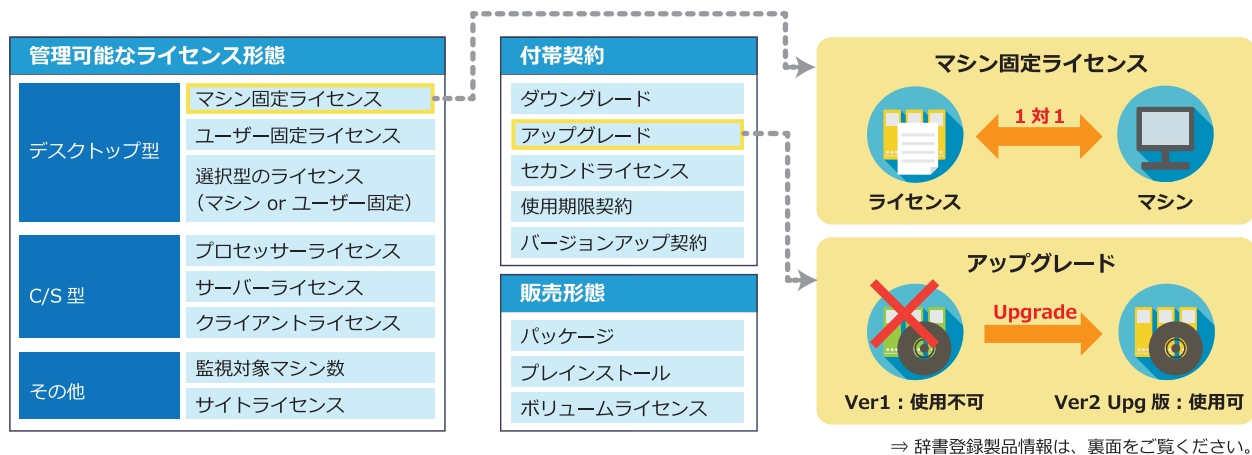 管理可能なライセンス形態
デスクトップ型
マシン固定ライセンス
ユーザー固定ライセンス
選択型のライセンス
（マシン or ユーザー固定）
C/S 型
プロセッサーライセンス
サーバーライセンス
クライアントライセンス
その他
監視対象マシン数
サイトライセンス
付帯契約
ダウングレード
アップグレード
セカンドライセンス
使用期限契約
バージョンアップ契約
販売形態
パッケージ
プレインストール
ボリュームライセンス
マシン固定ライセンス
1 対 1
ライセンス
マシン
アップグレード
Upgrade
Ver1：使用不可
Ver2 Upg 版：使用可
⇒ 辞書登録製品情報は、裏面をご覧ください。